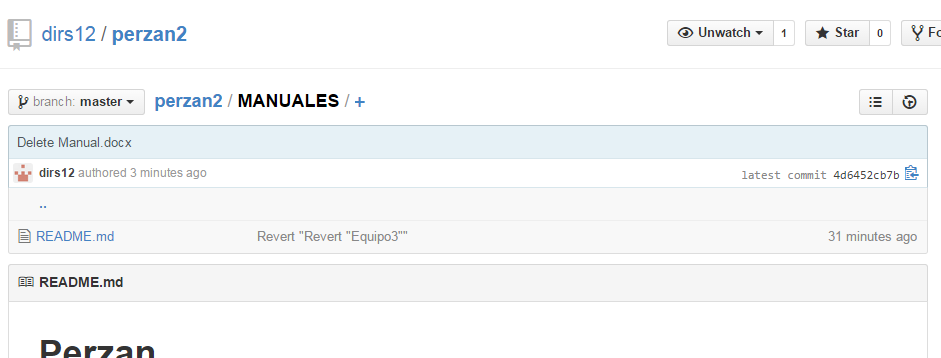 dirs12 / perzan2
Unwatch 1 Star 0 Fo
branch: master perzan2 / MANUALES / +
Delete Manual.docx
dirs12 authored 3 minutes ago latest commit 4d6452cb7b
..
README.md Revert "Revert "Equipo3"" 31 minutes ago
README.md
Perzan